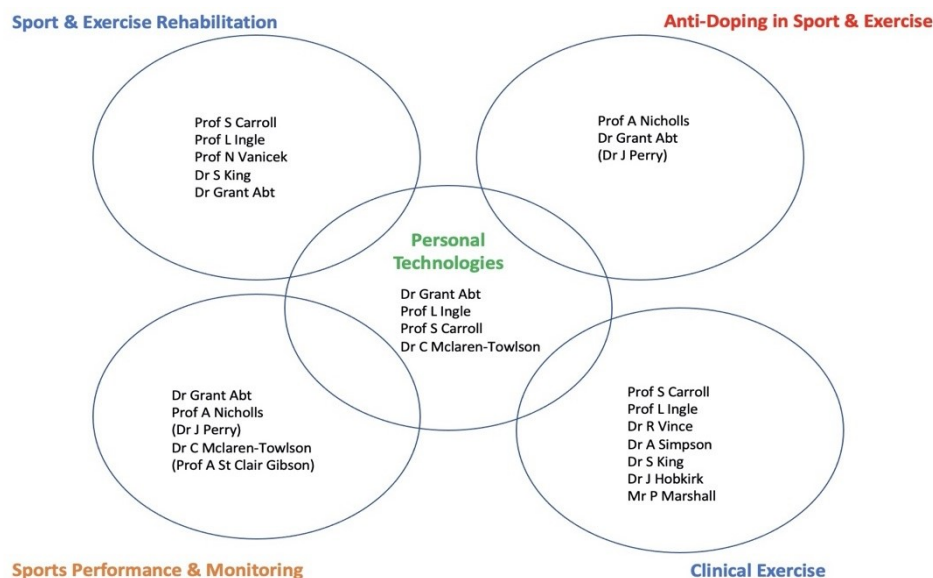 Sport & Exercise Rehabilitation
Anti-Doping in Sport & Exercise
Prof S Carroll
Prof L Ingle
Prof N Vanicek
Dr S King
Dr Grant Abt
Prof A Nicholls
Dr Grant Abt
(Dr J Perry)
Personal
Technologies
Dr Grant Abt
Prof L Ingle
Prof S Carroll
Dr C Mclaren-Towlson
Dr Grant Abt
Prof A Nicholls
(Dr J Perry)
Dr C Mclaren-Towlson
(Prof A St Clair Gibson)
Prof S Carroll
Prof L Ingle
Dr R Vince
Dr A Simpson
Dr S King
Dr J Hobkirk
Mr P Marshall
Sports Performance & Monitoring
Clinical Exercise